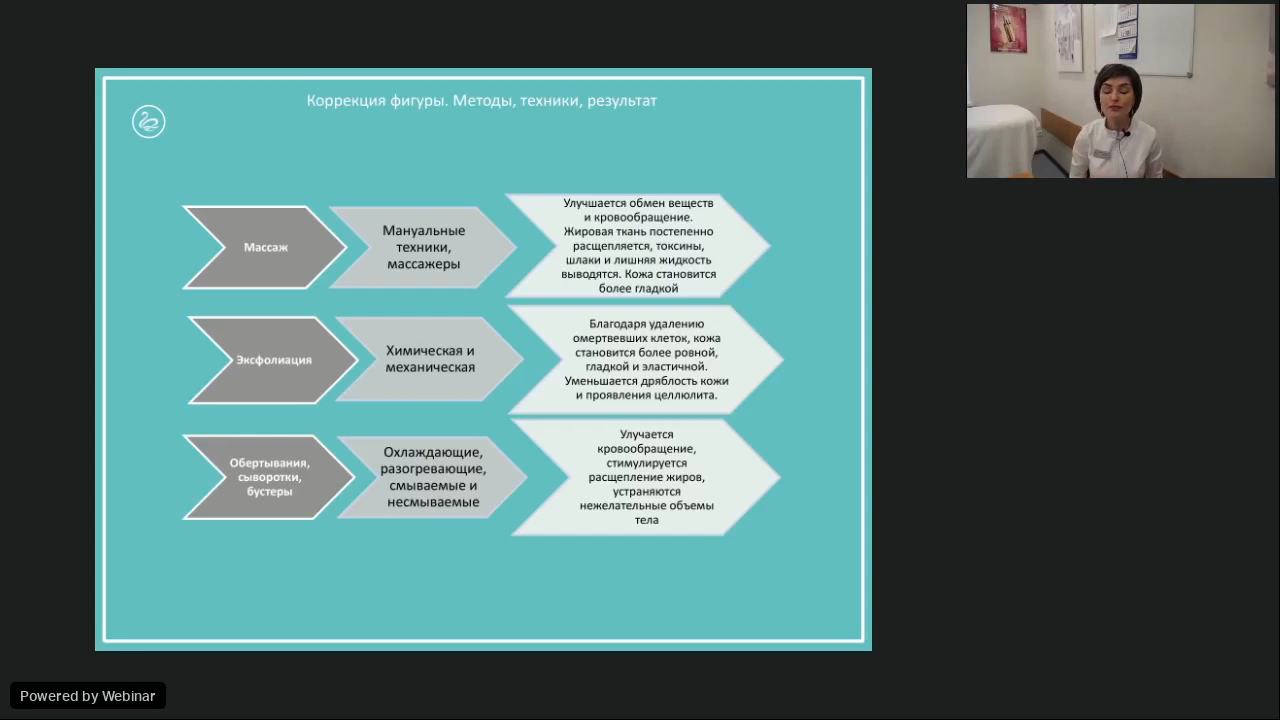 Коррекция фигуры. Методы, техники, результат
Массаж
Мануальные
техники,
массажеры
Улучшается обмен веществ
и кровообращение.
Жировая ткань постепенно
расщепляется, токсины,
шлаки и лишняя жидкость
выводятся. Кожа становится
более гладкой
Эксфолиация
Химическая и
механическая
Благодаря удалению
омертвевших клеток, кожа
становится более ровной,
гладкой и эластичной.
Уменьшается дряблость кожи
и проявления целлюлита.
Обертывания,
сыворотки,
бустеры
Охлаждающие,
разогревающие,
смываемые и
несмываемые
Улучается
кровообращение,
стимулируется
расщепление жиров,
устраняются
нежелательные объемы
тела
Powered by Webinar